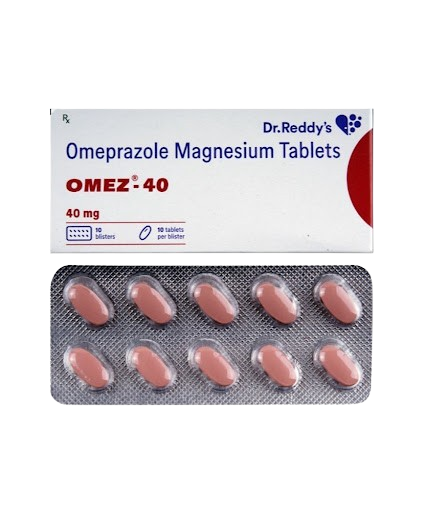 Rx
Dr.Reddy's
Omeprazole Magnesium Tablets
OMEZ®-40
40 mg
10 blisters
10 tablets per blister